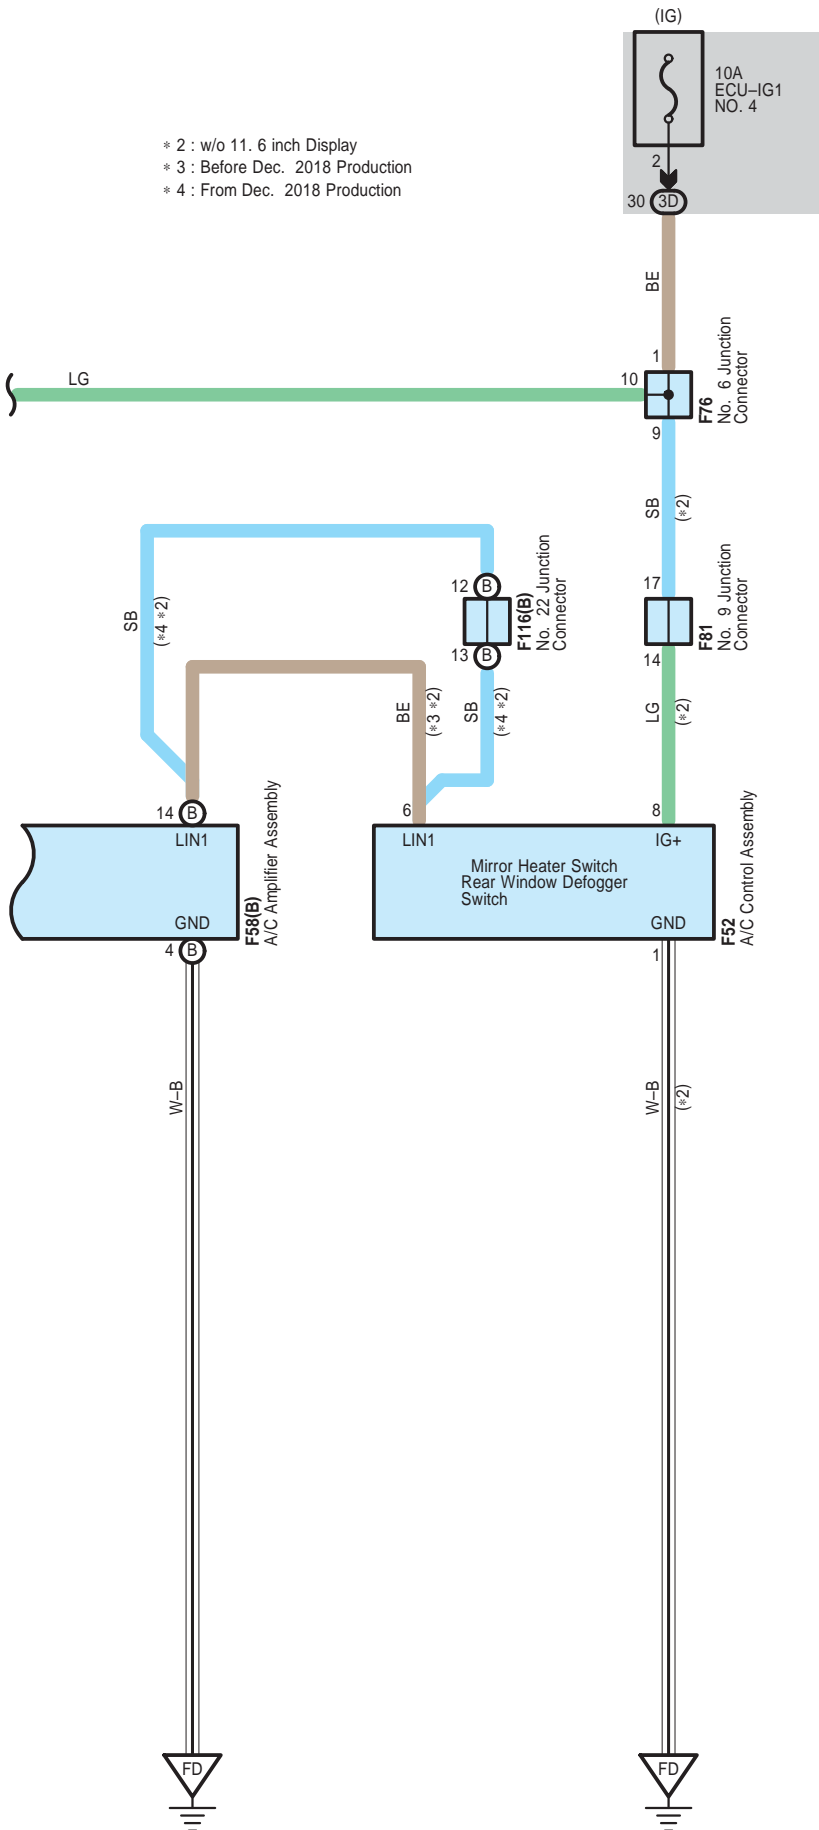 (IG)
10A
ECU–IG1
NO. 4
2
30
3D
∗ 2 : w/o 11. 6 inch Display
∗ 3 : Before Dec. 2018 Production
∗ 4 : From Dec. 2018 Production
BE
1
LG
10
F76
No. 6 Junction
Connector
9
SB
(∗2)
SB
(∗4 ∗2)
12
B
F116(B)
No. 22 Junction
Connector
13
B
17
F81
No. 9 Junction
Connector
14
BE
(∗3 ∗2)
SB
(∗4 ∗2)
LG
(∗2)
14
B
6
8
LIN1
GND
F58(B)
A/C Amplifier Assembly
LIN1
IG+
Mirror Heater Switch
Rear Window Defogger
Switch
GND
F52
A/C Control Assembly
4
B
1
W–B
W–B
(∗2)
FD
FD